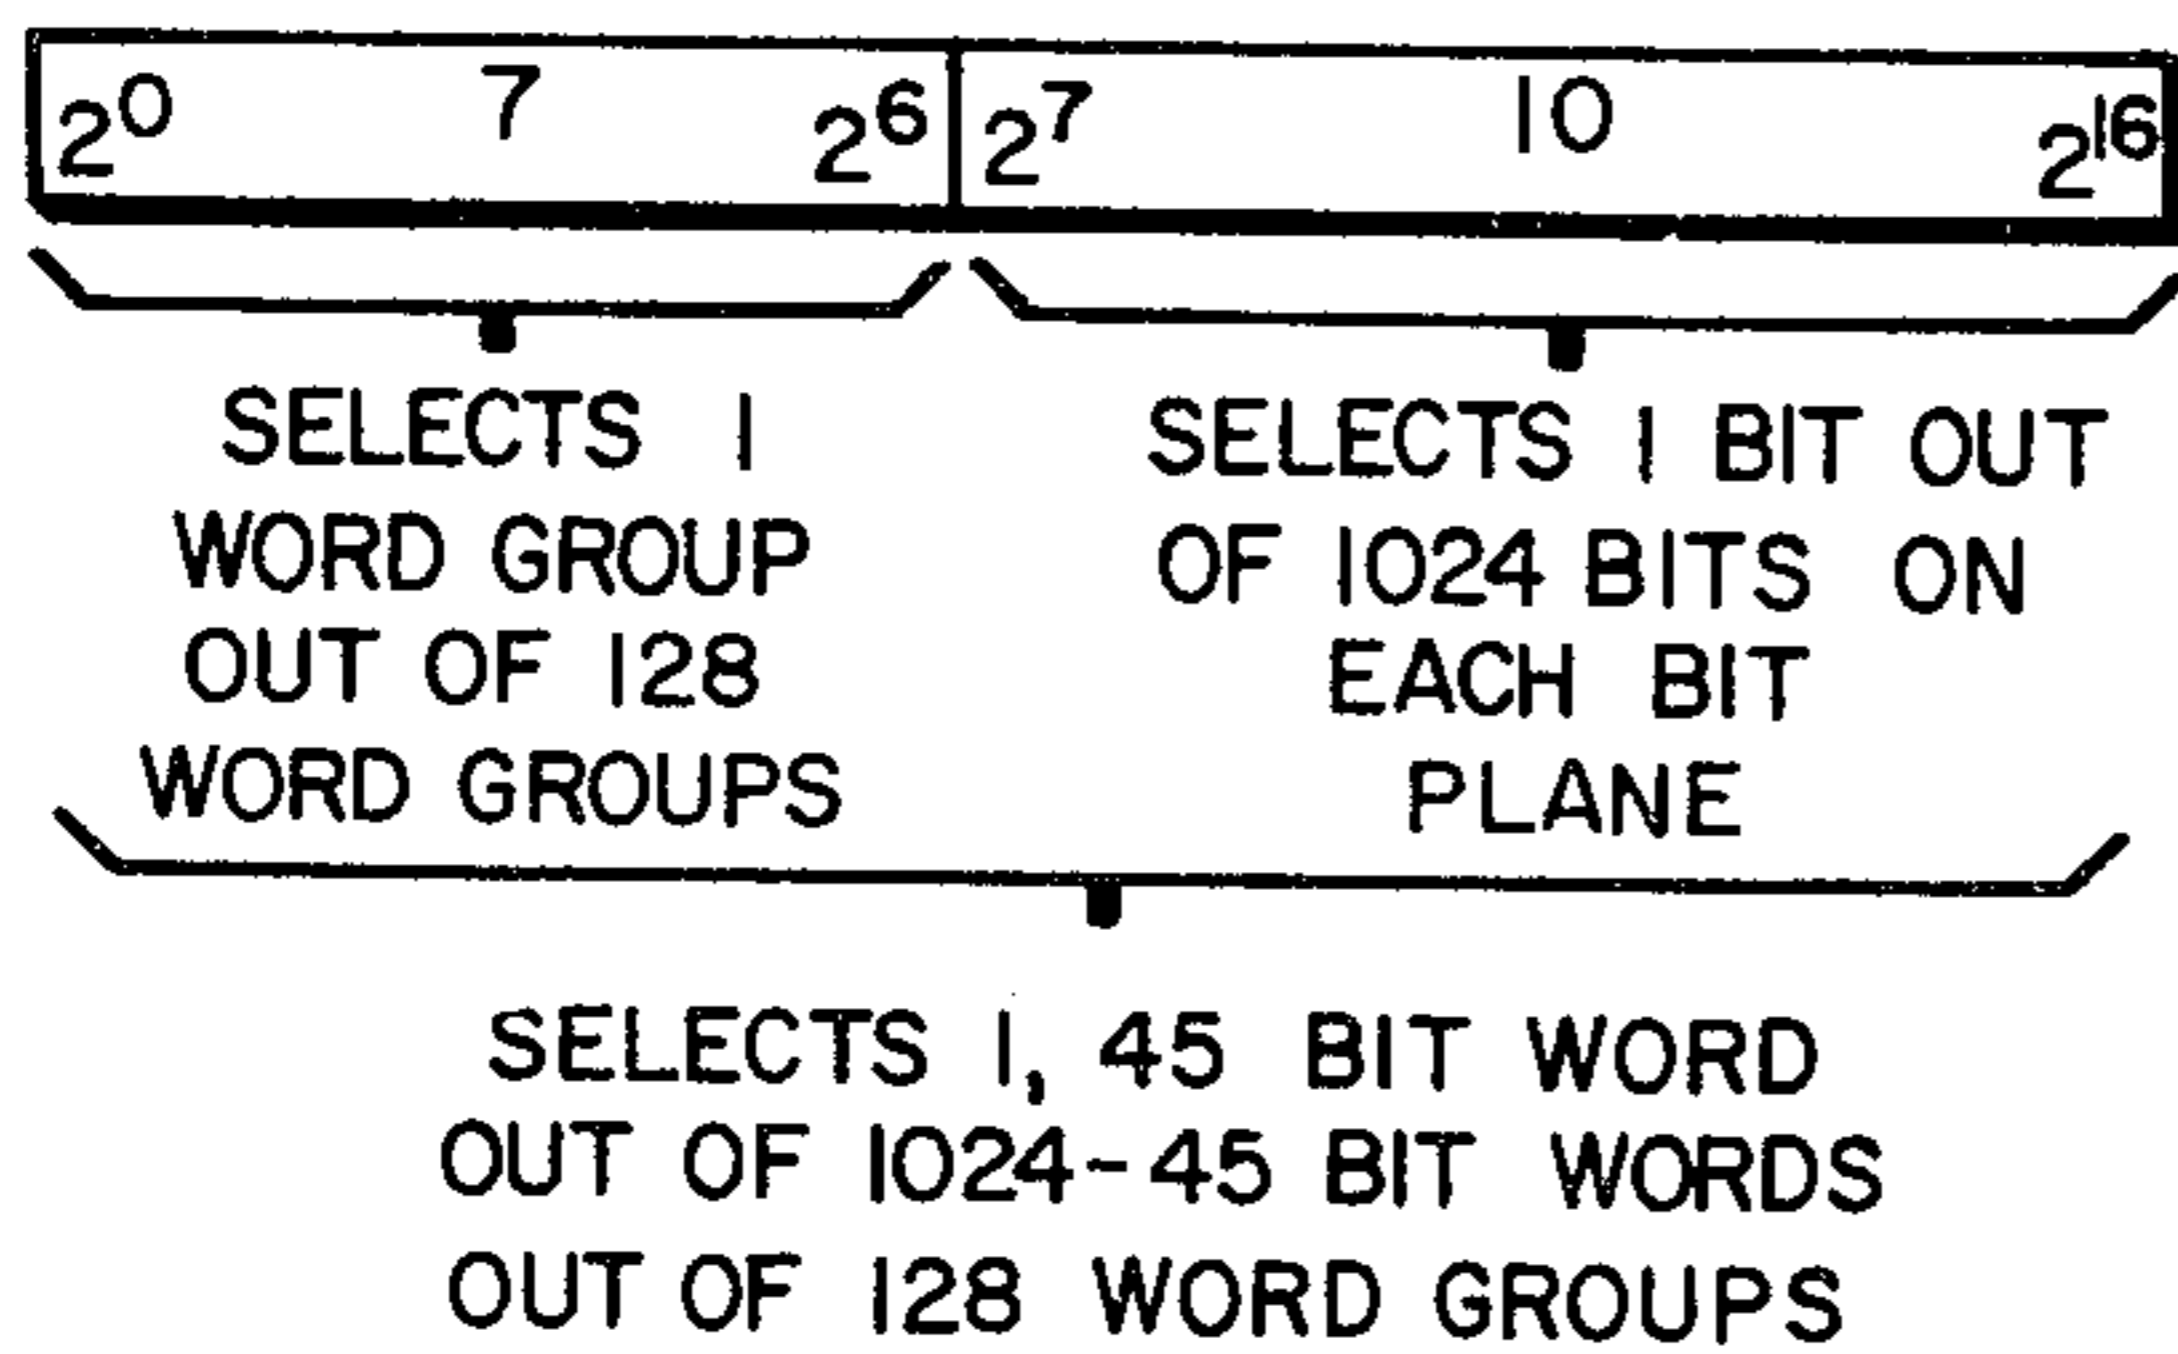 2⁰ 7 2⁶ 2⁷ 10 2¹⁶
SELECTS 1
WORD GROUP
OUT OF 128
WORD GROUPS
SELECTS 1 BIT OUT
OF 1024 BITS ON
EACH BIT
PLANE
SELECTS 1, 45 BIT WORD
OUT OF 1024-45 BIT WORDS
OUT OF 128 WORD GROUPS